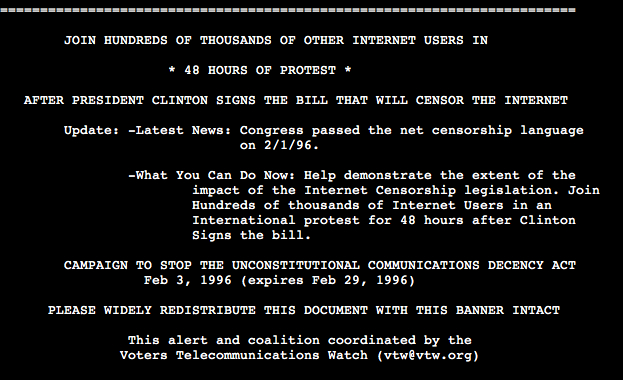 ========================================================================
JOIN HUNDREDS OF THOUSANDS OF OTHER INTERNET USERS IN
* 48 HOURS OF PROTEST *
AFTER PRESIDENT CLINTON SIGNS THE BILL THAT WILL CENSOR THE INTERNET
Update: -Latest News: Congress passed the net censorship language
on 2/1/96.
-What You Can Do Now: Help demonstrate the extent of the
impact of the Internet Censorship legislation. Join
Hundreds of thousands of Internet Users in an
International protest for 48 hours after Clinton
Signs the bill.
CAMPAIGN TO STOP THE UNCONSTITUTIONAL COMMUNICATIONS DECENCY ACT
Feb 3, 1996 (expires Feb 29, 1996)
PLEASE WIDELY REDISTRIBUTE THIS DOCUMENT WITH THIS BANNER INTACT
This alert and coalition coordinated by the
Voters Telecommunications Watch (vtw@vtw.org)